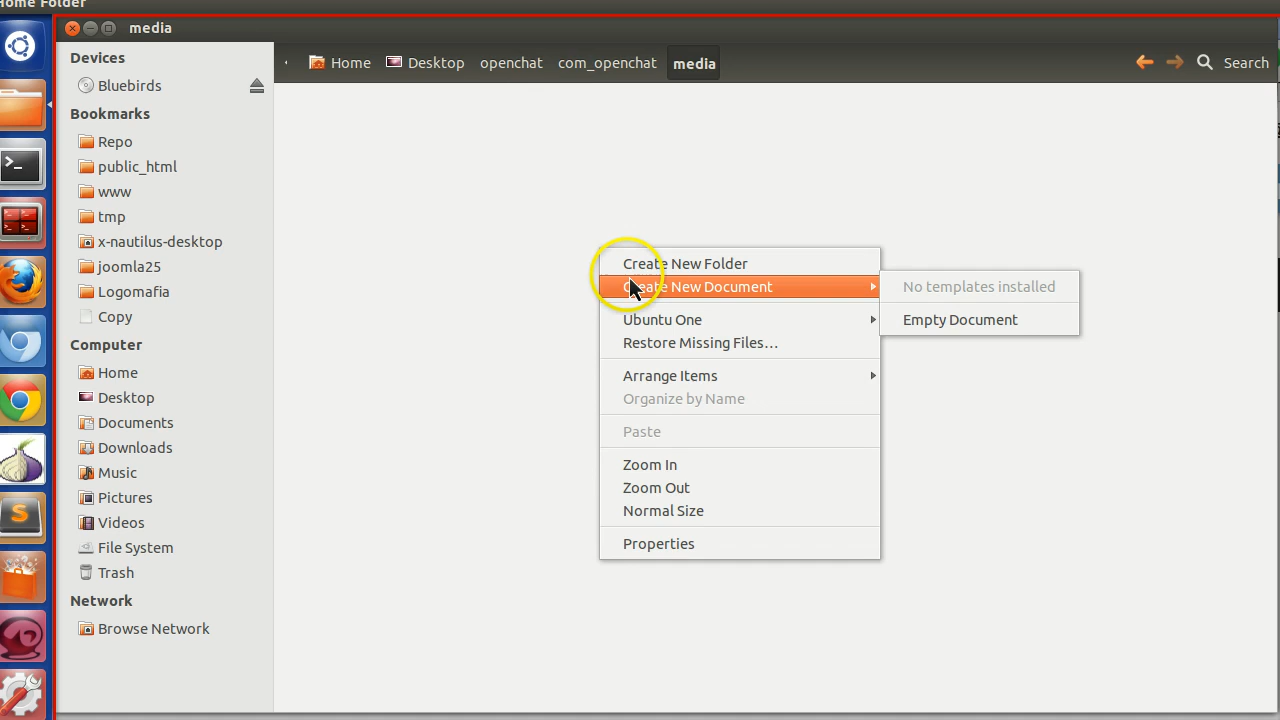 Home Folder
media
Devices
Bluebirds
Bookmarks
Repo
public_html
www
tmp
x-nautilus-desktop
joomla25
Logomafia
Copy
Computer
Home
Desktop
Documents
Downloads
Music
Pictures
Videos
File System
Trash
Network
Browse Network
Home Desktop openchat com_openchat media
Search
Create New Folder
Create New Document
Ubuntu One
Restore Missing Files…
Arrange Items
Organize by Name
Paste
Zoom In
Zoom Out
Normal Size
Properties
No templates installed
Empty Document